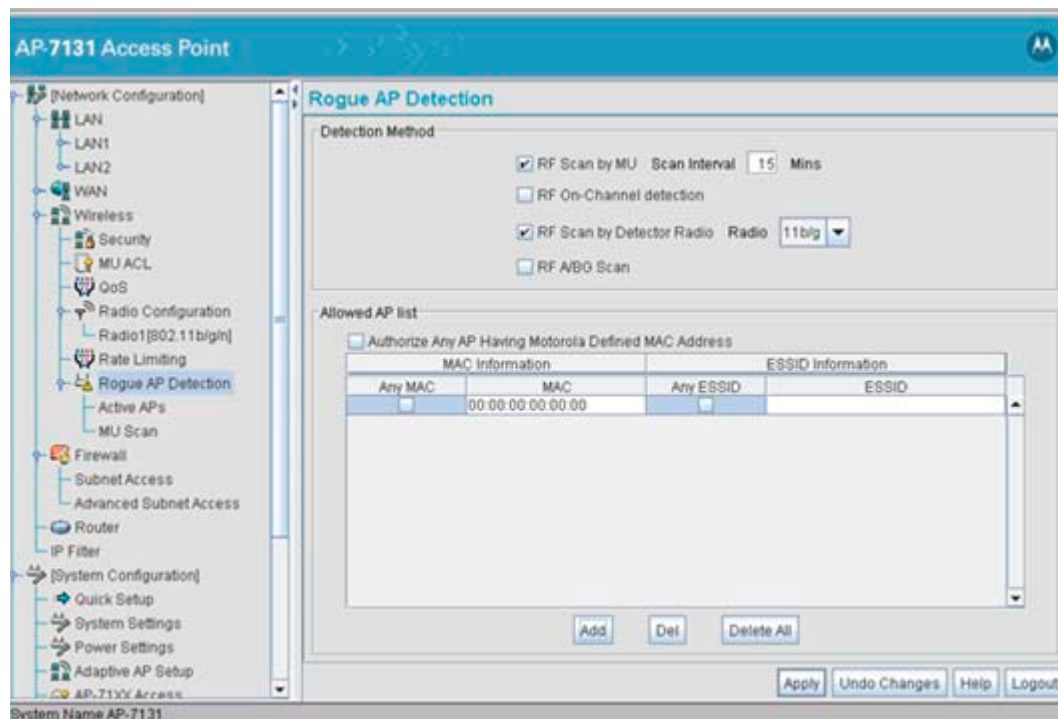 AP-7131 Access Point
[Network Configuration]
LAN
LAN1
LAN2
WAN
Wireless
Security
MU ACL
QoS
Radio Configuration
Radio1[802.11b/g/n]
Rate Limiting
Rogue AP Detection
Active APs
MU Scan
Firewall
Subnet Access
Advanced Subnet Access
Router
IP Filter
[System Configuration]
Quick Setup
System Settings
Power Settings
Adaptive AP Setup
AP-71XX Access
Rogue AP Detection
Detection Method
RF Scan by MU Scan Interval 15 Mins
RF On-Channel detection
RF Scan by Detector Radio Radio 11b/g
RF A/BG Scan
Allowed AP list
Authorize Any AP Having Motorola Defined MAC Address
MAC Information ESSID Information
Any MAC MAC Any ESSID ESSID
00:00:00:00:00:00
Add Del Delete All
Apply Undo Changes Help Logout
System Name AP-7131